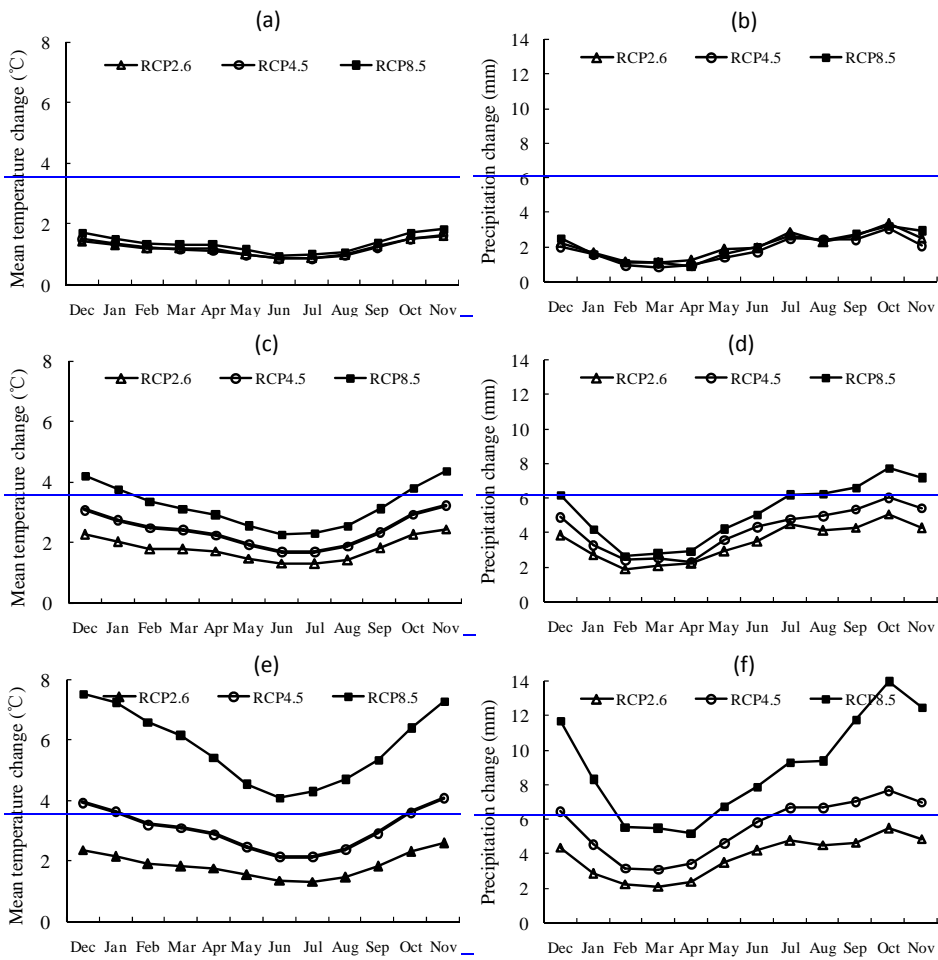 (a)
Mean temperature change (℃)
8
6
4
2
0
RCP2.6 RCP4.5 RCP8.5
Dec Jan Feb Mar Apr May Jun Jul Aug Sep Oct Nov
(b)
Precipitation change (mm)
14
12
10
8
6
4
2
0
RCP2.6 RCP4.5 RCP8.5
Dec Jan Feb Mar Apr May Jun Jul Aug Sep Oct Nov
(c)
Mean temperature change (℃)
8
6
4
2
0
RCP2.6 RCP4.5 RCP8.5
Dec Jan Feb Mar Apr May Jun Jul Aug Sep Oct Nov
(d)
Precipitation change (mm)
14
12
10
8
6
4
2
0
RCP2.6 RCP4.5 RCP8.5
Dec Jan Feb Mar Apr May Jun Jul Aug Sep Oct Nov
(e)
Mean temperature change (℃)
8
6
4
2
0
RCP2.6 RCP4.5 RCP8.5
Dec Jan Feb Mar Apr May Jun Jul Aug Sep Oct Nov
(f)
Precipitation change (mm)
14
12
10
8
6
4
2
0
RCP2.6 RCP4.5 RCP8.5
Dec Jan Feb Mar Apr May Jun Jul Aug Sep Oct Nov